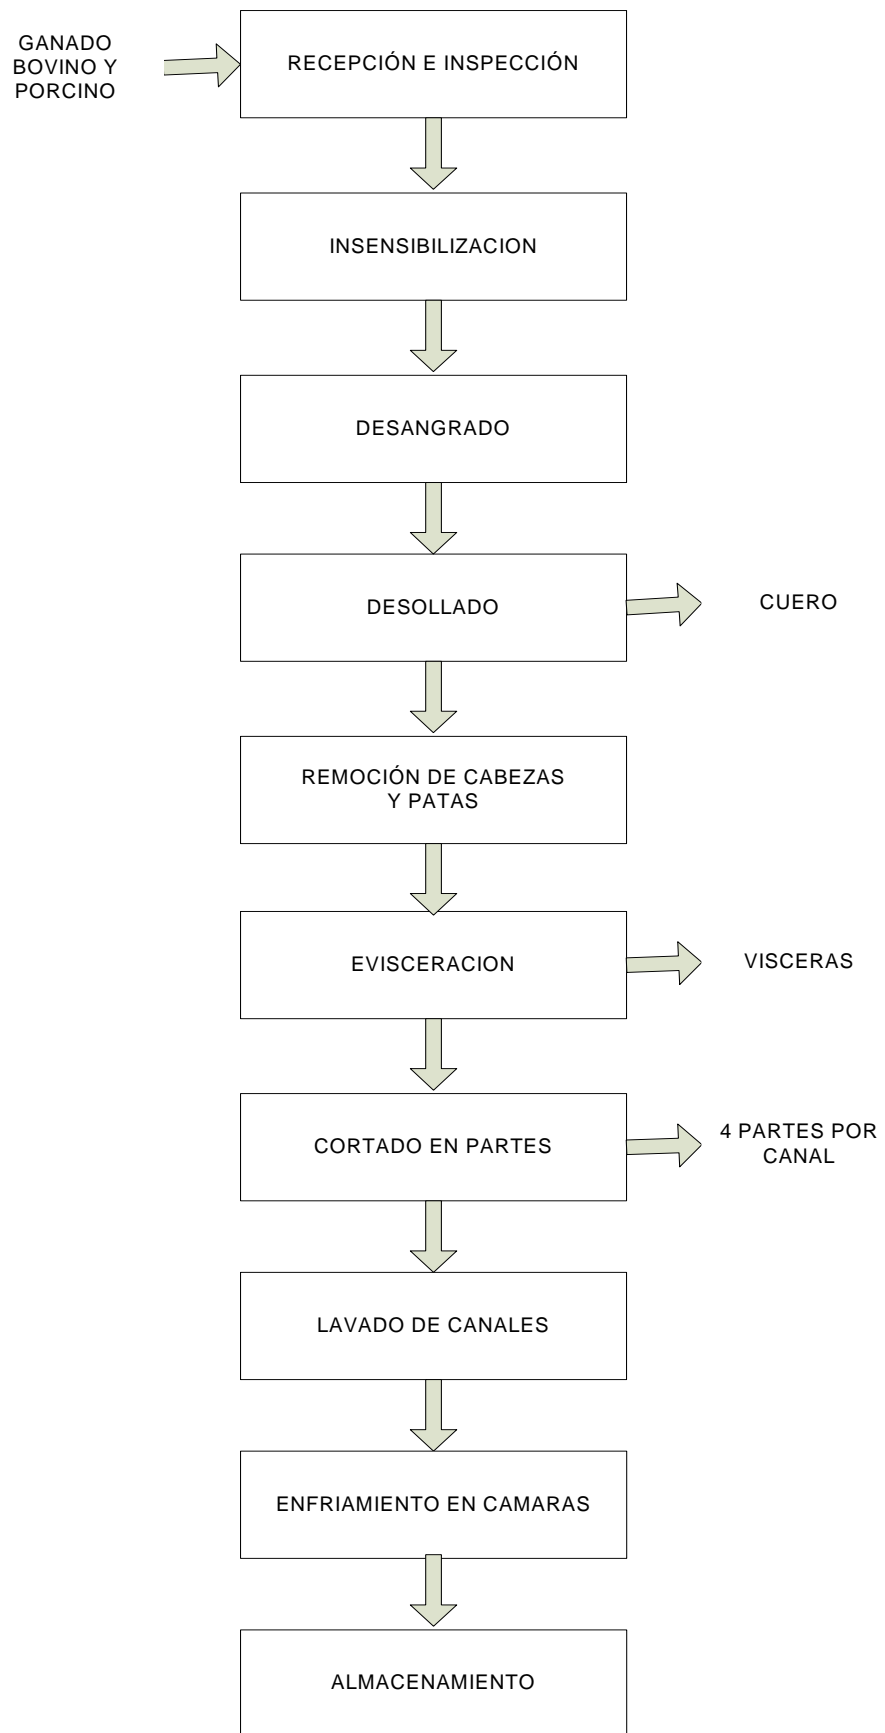 GANADO
BOVINO Y
PORCINO
RECEPCIÓN E INSPECCIÓN
INSENSIBILIZACION
DESANGRADO
DESOLLADO
CUERO
REMOCIÓN DE CABEZAS
Y PATAS
EVISCERACION
VISCERAS
CORTADO EN PARTES
4 PARTES POR
CANAL
LAVADO DE CANALES
ENFRIAMIENTO EN CAMARAS
ALMACENAMIENTO